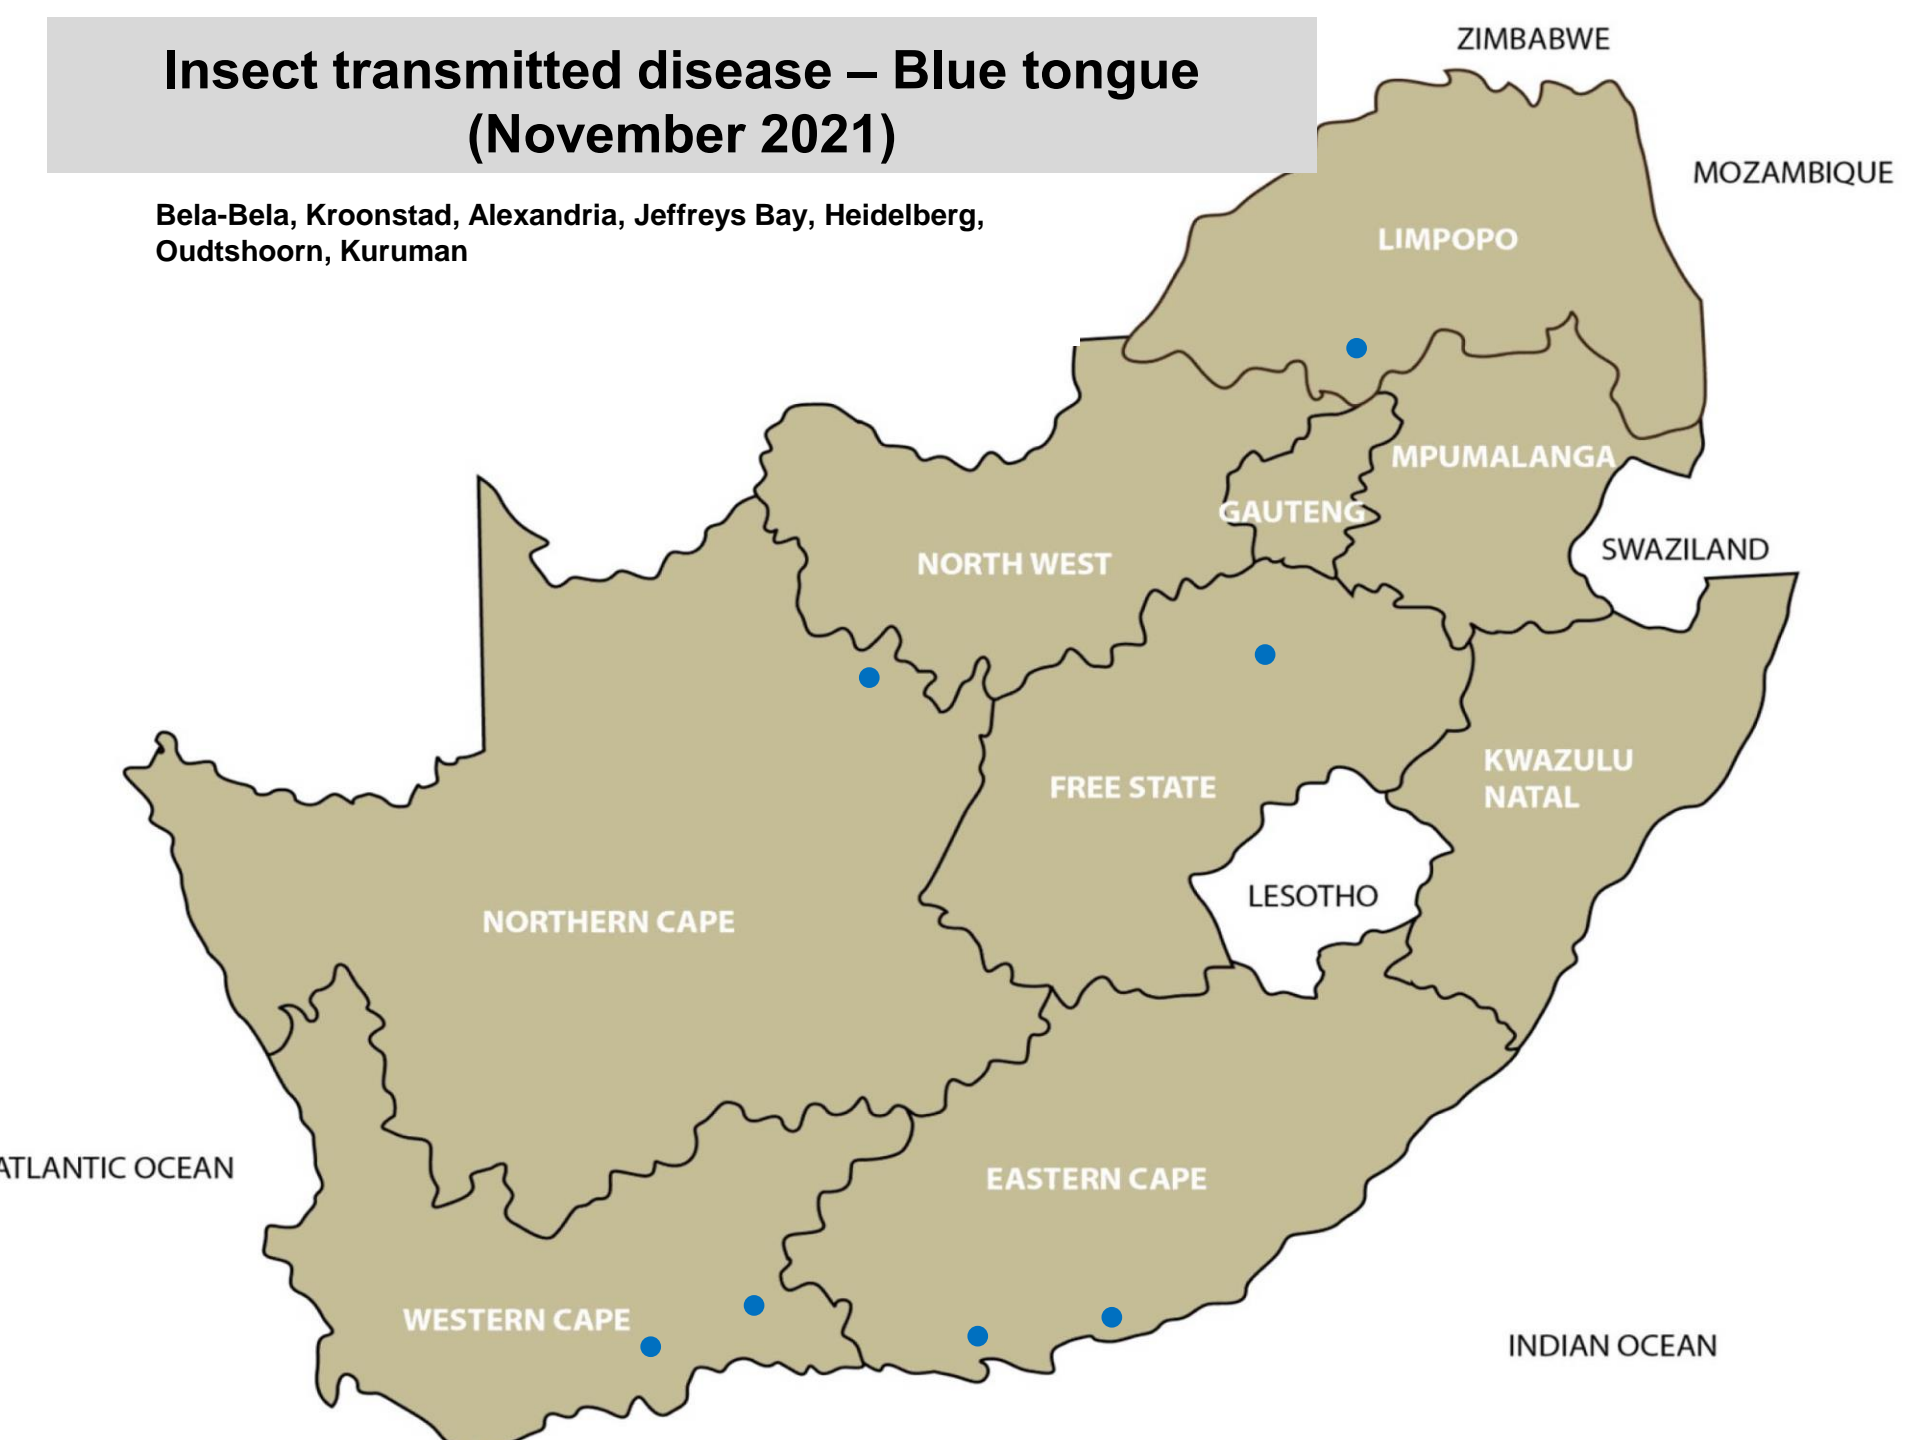 Insect transmitted disease – Blue tongue
(November 2021)
Bela-Bela, Kroonstad, Alexandria, Jeffreys Bay, Heidelberg,
Oudtshoorn, Kuruman
ZIMBABWE
MOZAMBIQUE
LIMPOPO
MPUMALANGA
GAUTENG
SWAZILAND
NORTH WEST
KWAZULU
NATAL
FREE STATE
LESOTHO
NORTHERN CAPE
ATLANTIC OCEAN
EASTERN CAPE
WESTERN CAPE
INDIAN OCEAN